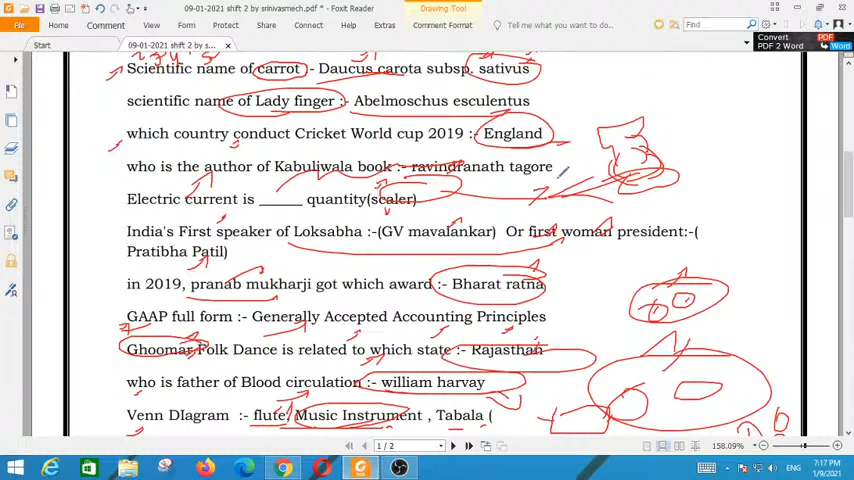 09-01-2021 shift 2 by srinivasmech.pdf * - Foxit Reader
Drawing Tool
File
Home
Comment
View
Form
Protect
Share
Connect
Help
Extras
Comment Format
Tell me what you want to do...
Convert PDF
PDF 2 Word Word
Start
09-01-2021 shift 2 by s...
Scientific name of carrot - Daucus carota subsp. sativus
scientific name of Lady finger :- Abelmoschus esculentus
which country conduct Cricket World cup 2019 :- England
who is the author of Kabuliwala book :- ravindranath tagore
Electric current is _____ quantity(scaler)
India's First speaker of Loksabha :-(GV mavalankar) Or first woman president:-(
Pratibha Patil)
in 2019, pranab mukharji got which award :- Bharat ratna
GAAP full form :- Generally Accepted Accounting Principles
Ghoomar Folk Dance is related to which state :- Rajasthan
who is father of Blood circulation :- william harvay
Venn DIagram :- flute, Music Instrument , Tabala (
1 / 2
158.09%
ENG
7:17 PM
1/9/2021